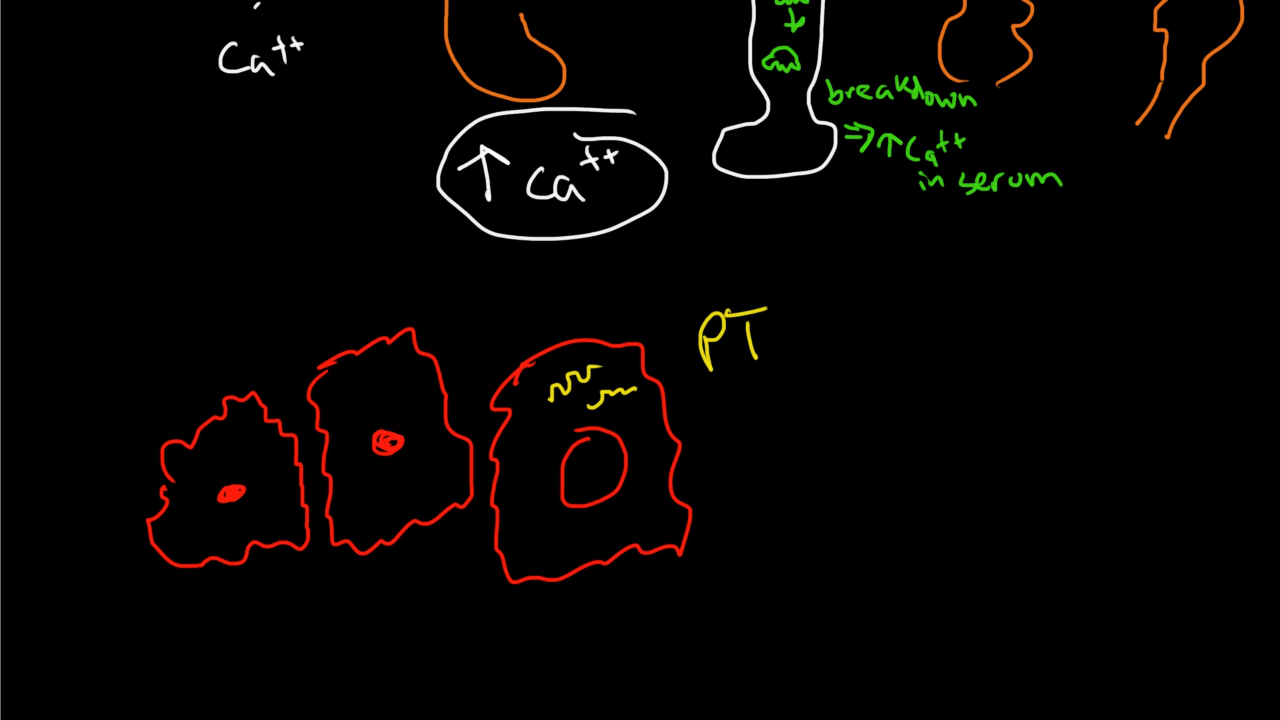 Ca++
↑ Ca++
breakdown
⇒ ↑ Ca++
in serum
PT